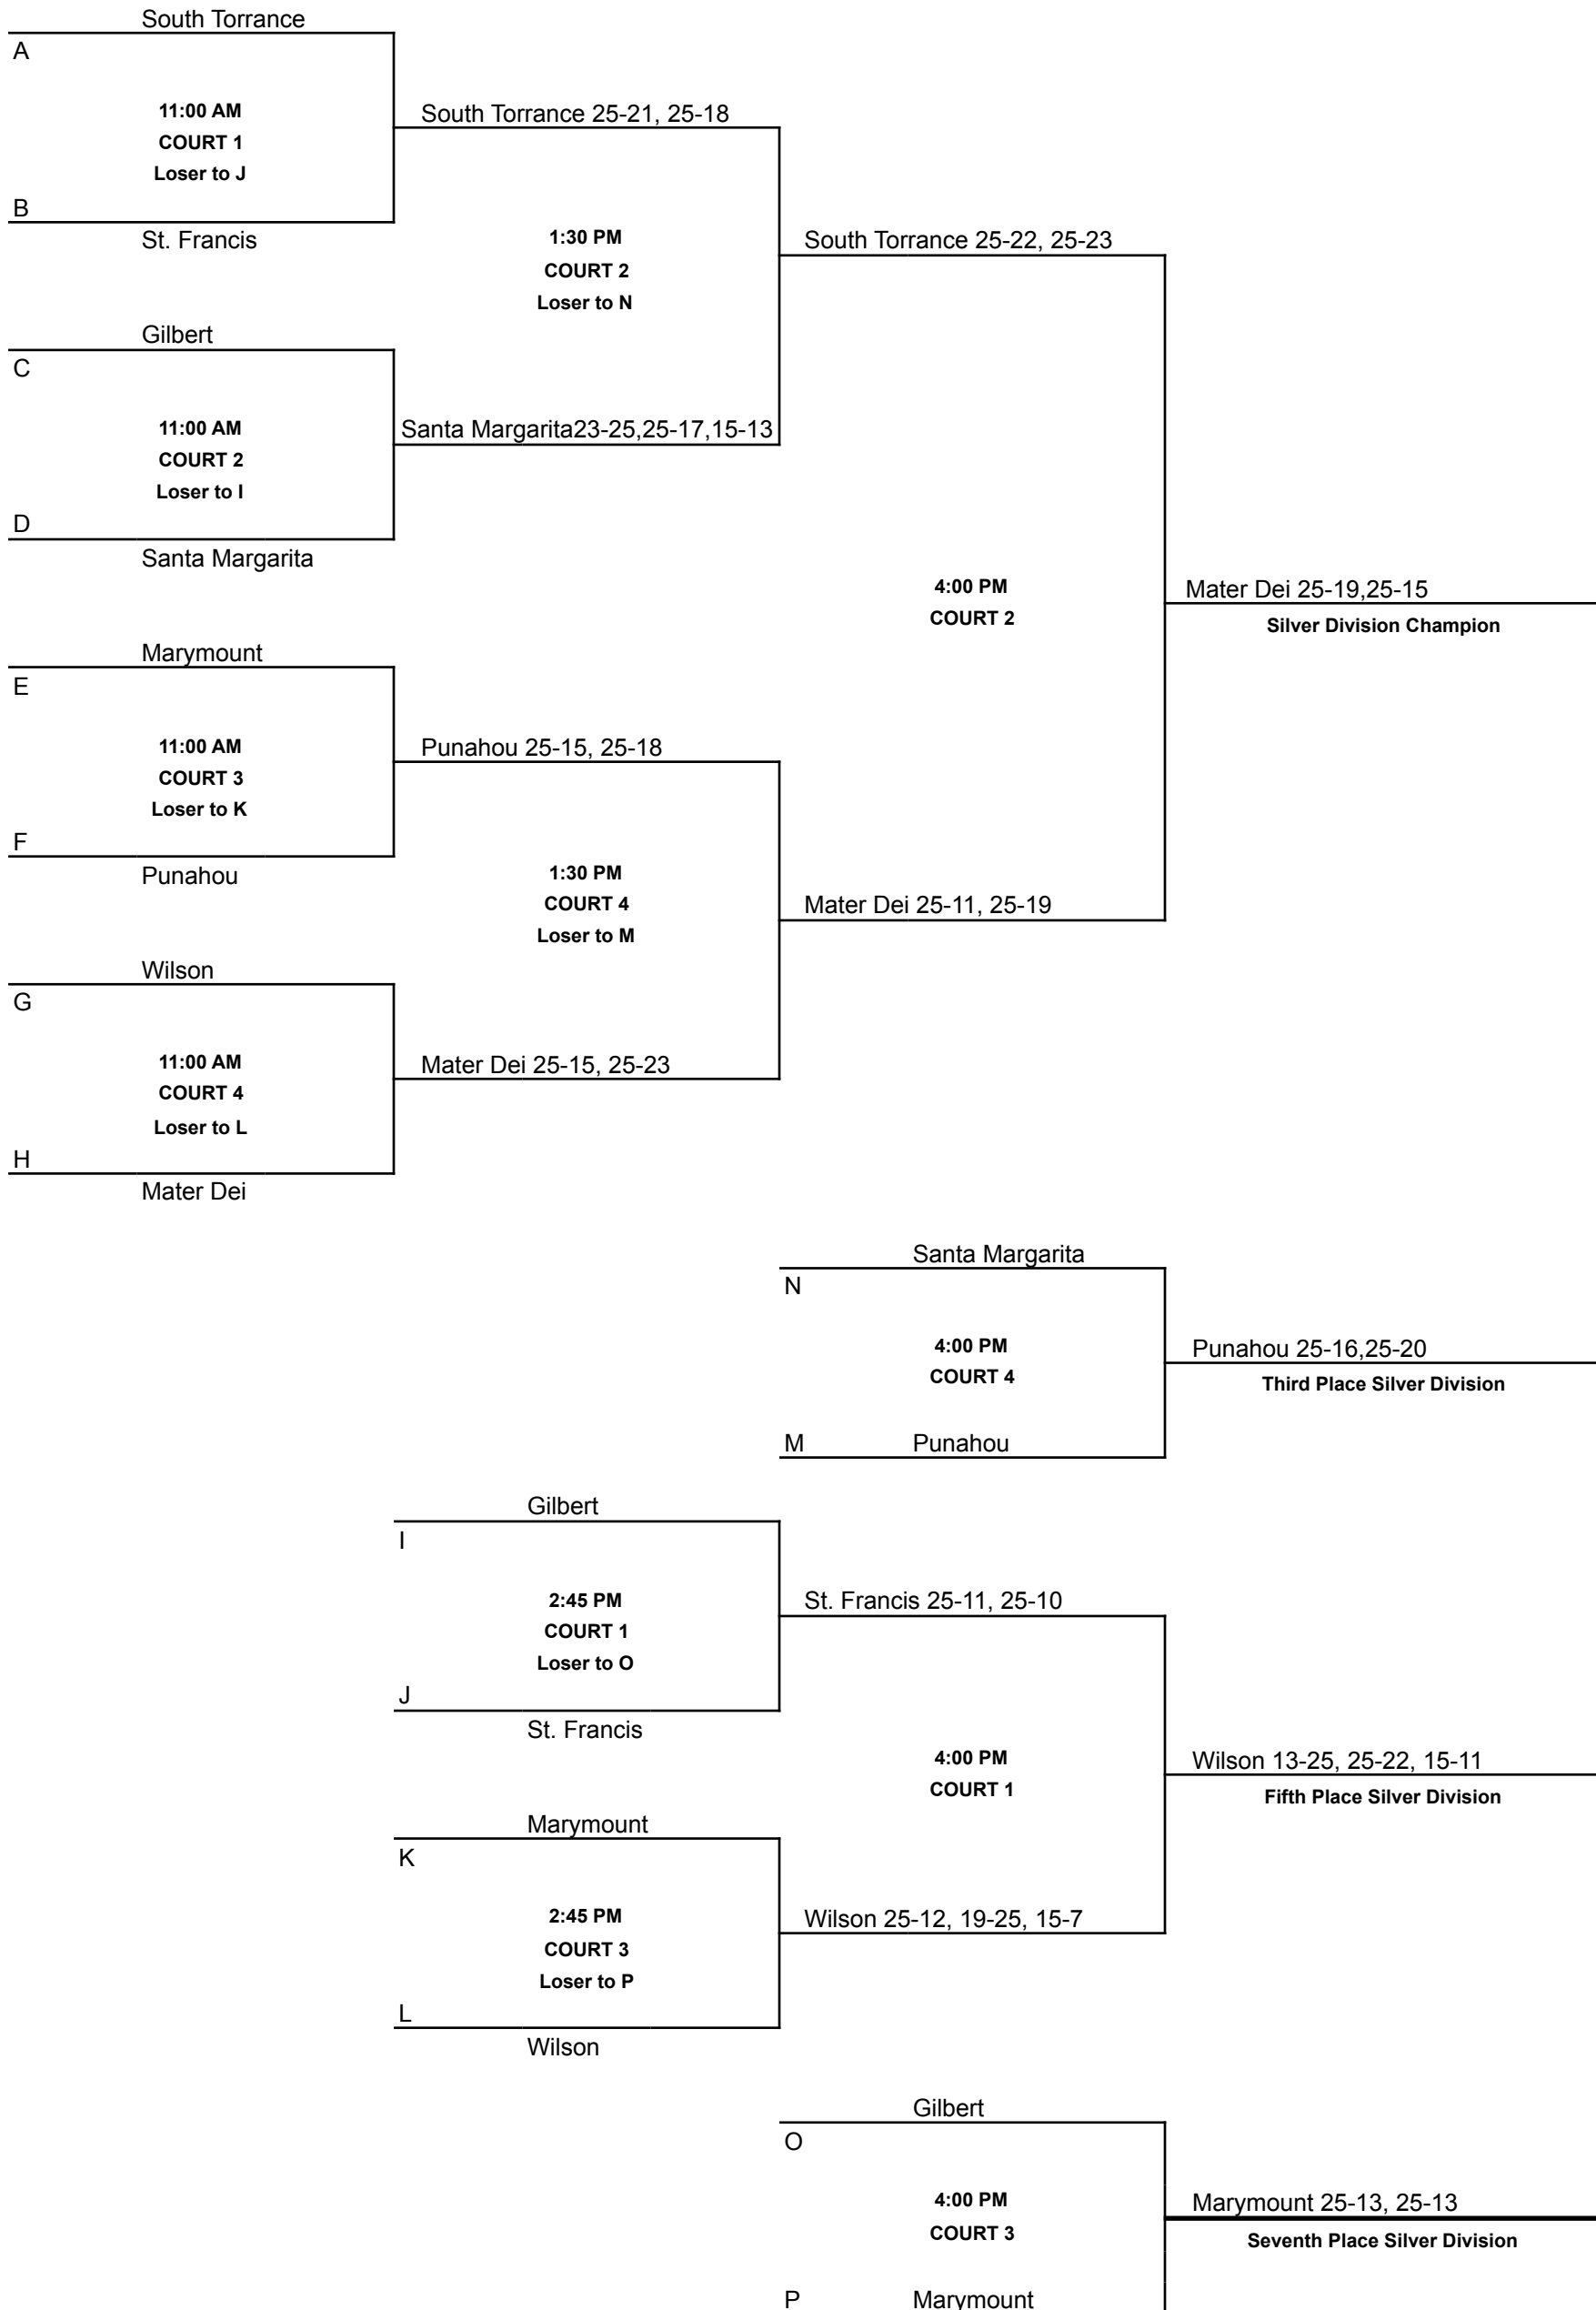 South Torrance
A
11:00 AM
COURT 1
Loser to J
South Torrance 25-21, 25-18
B
St. Francis
1:30 PM
COURT 2
Loser to N
South Torrance 25-22, 25-23
Gilbert
C
11:00 AM
COURT 2
Loser to I
Santa Margarita23-25,25-17,15-13
D
Santa Margarita
4:00 PM
COURT 2
Mater Dei 25-19,25-15
Silver Division Champion
Marymount
E
11:00 AM
COURT 3
Loser to K
Punahou 25-15, 25-18
F
Punahou
1:30 PM
COURT 4
Loser to M
Mater Dei 25-11, 25-19
Wilson
G
11:00 AM
COURT 4
Loser to L
Mater Dei 25-15, 25-23
H
Mater Dei
Santa Margarita
N
4:00 PM
COURT 4
Punahou 25-16,25-20
Third Place Silver Division
M Punahou
Gilbert
I
2:45 PM
COURT 1
Loser to O
St. Francis 25-11, 25-10
J
St. Francis
4:00 PM
COURT 1
Wilson 13-25, 25-22, 15-11
Fifth Place Silver Division
Marymount
K
2:45 PM
COURT 3
Loser to P
Wilson 25-12, 19-25, 15-7
L
Wilson
Gilbert
O
4:00 PM
COURT 3
Marymount 25-13, 25-13
Seventh Place Silver Division
P Marymount